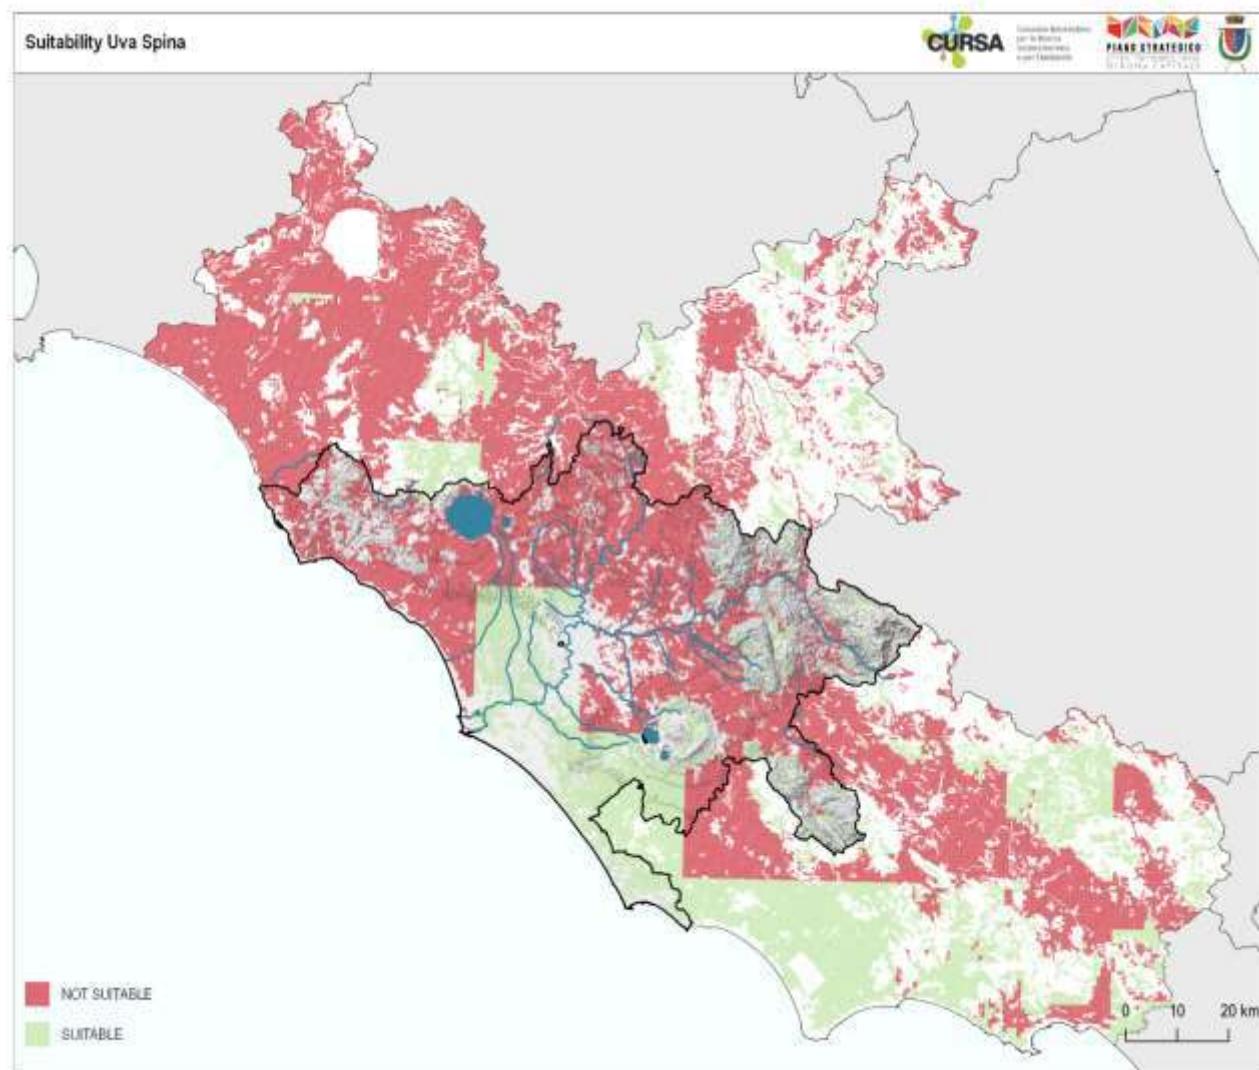 Suitability Uva Spina
CURSA
PIANO STRATEGICO
NOT SUITABLE
SUITABLE
0 10 20 km